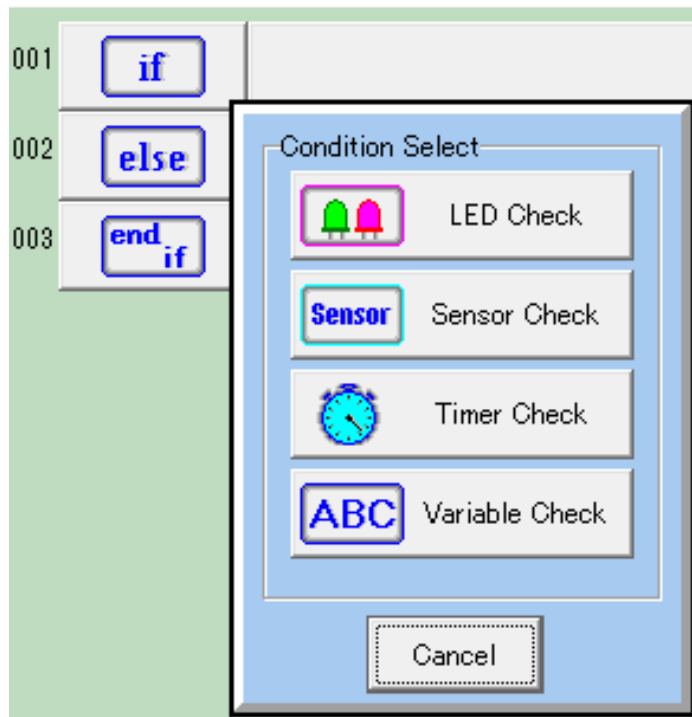 001 if
002 else
003 end if
Condition Select
LED Check
Sensor Sensor Check
Timer Check
ABC Variable Check
Cancel